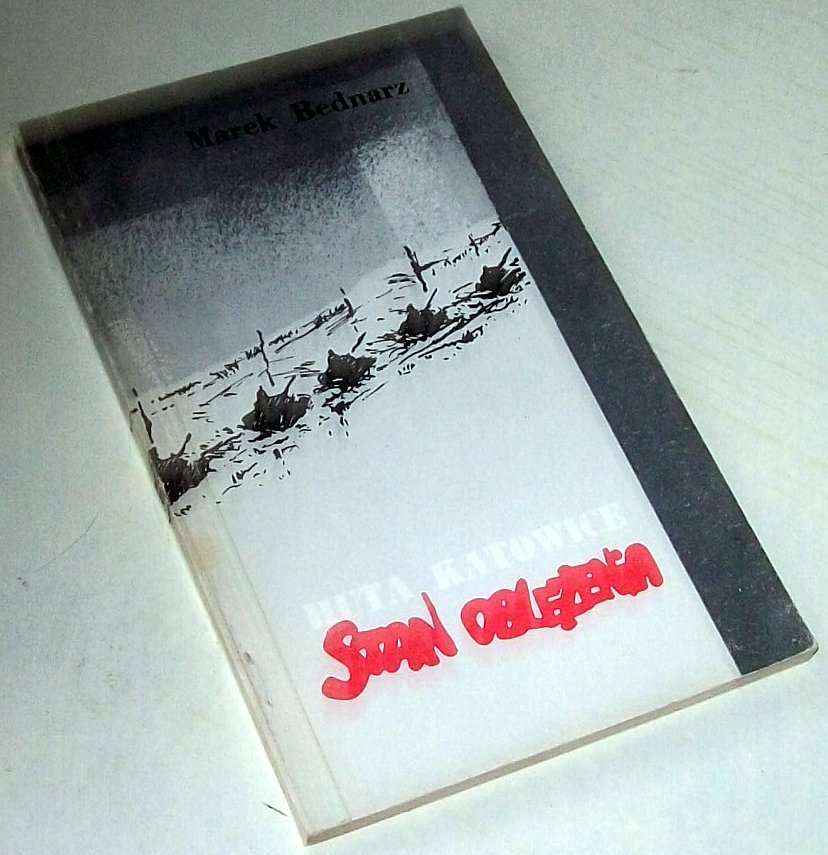 Marek Bednarz
HUTA KATOWICE
STAN OBLĘŻENIA